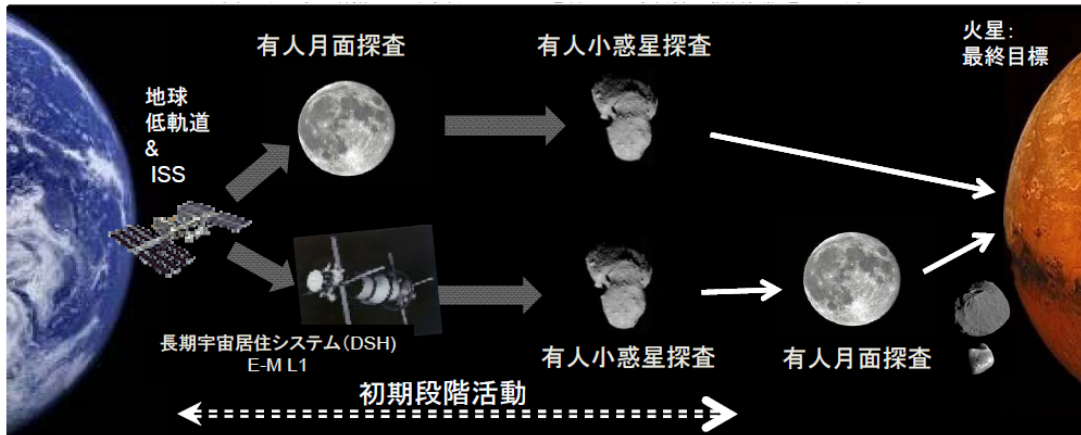 有人月面探査
有人小惑星探査
火星:
最終目標
地球
低軌道
&
ISS
長期宇宙居住システム(DSH)
E-M L1
有人小惑星探査
有人月面探査
初期段階活動